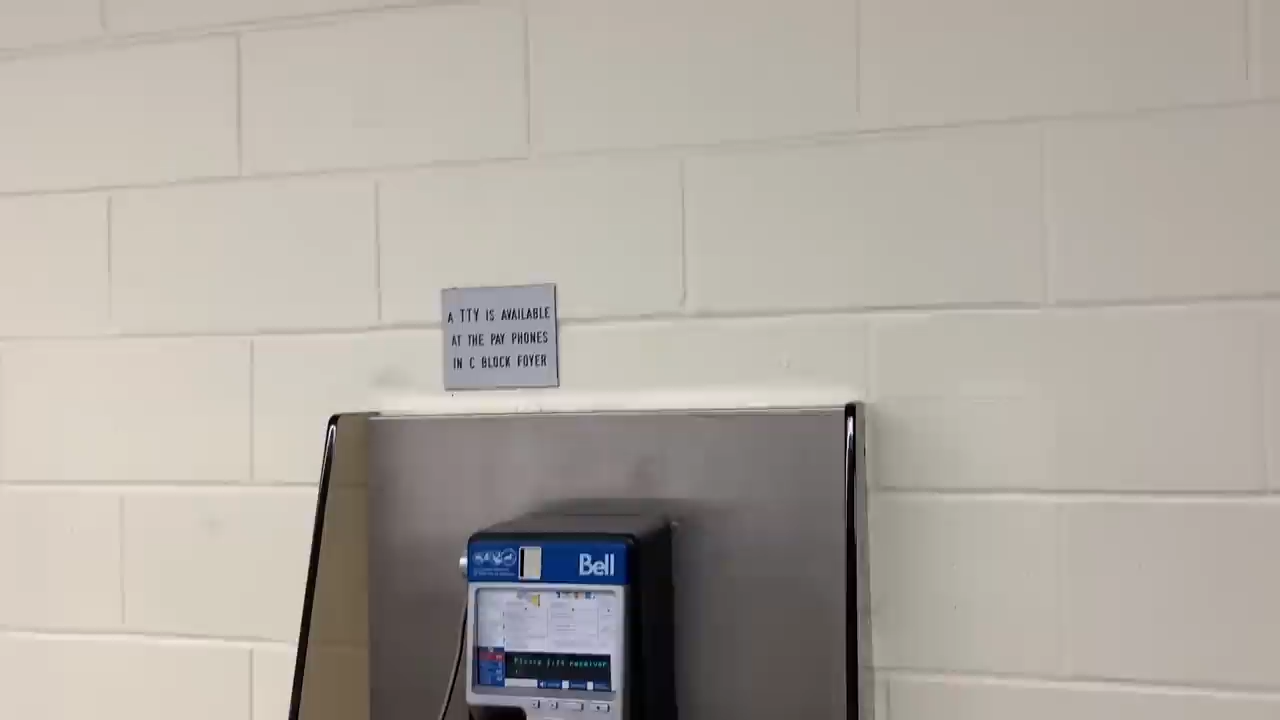 A TTY IS AVAILABLE
AT THE PAY PHONES
IN C BLOCK FOYER
Bell
Please lift receiver